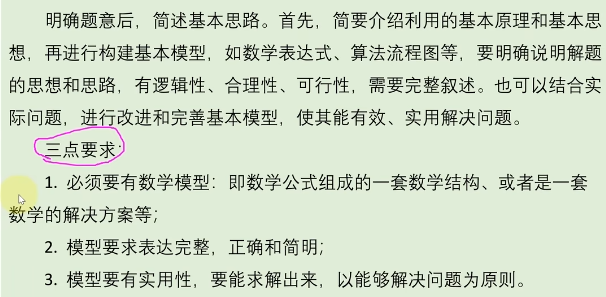 明确题意后，简述基本思路。首先，简要介绍利用的基本原理和基本思
想，再进行构建基本模型，如数学表达式、算法流程图等，要明确说明解题
的思想和思路，有逻辑性、合理性、可行性，需要完整叙述。也可以结合实
际问题，进行改进和完善基本模型，使其能有效、实用解决问题。
三点要求：
1. 必须要有数学模型：即数学公式组成的一套数学结构、或者是一套
数学的解决方案等；
2. 模型要求表达完整，正确和简明；
3. 模型要有实用性，要能求解出来，以能够解决问题为原则。